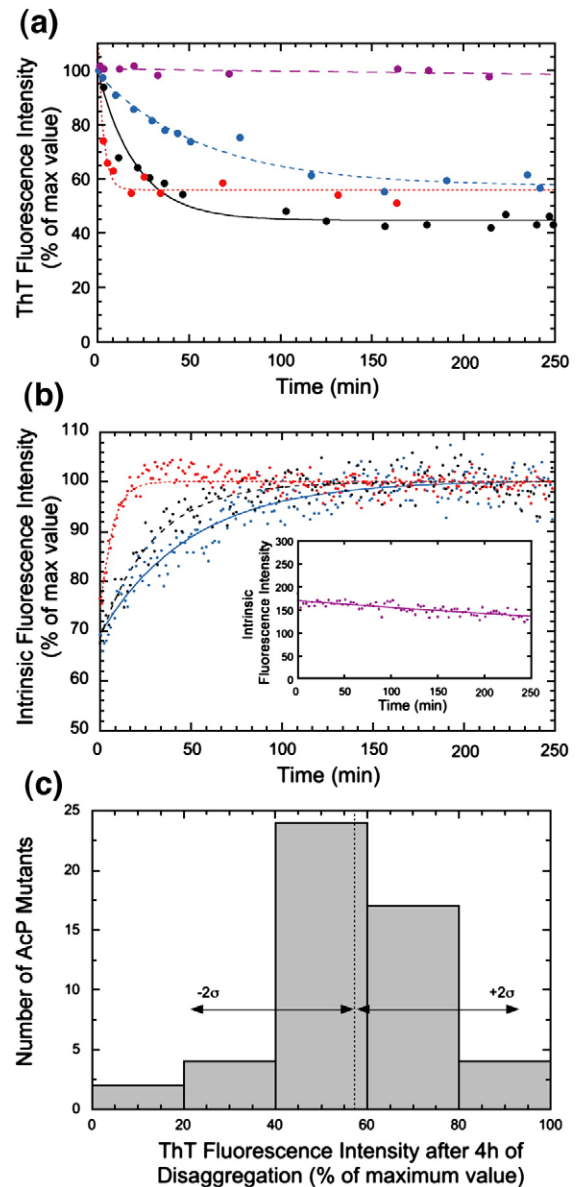 (a)
ThT Fluorescence Intensity
(% of max value)
100
80
60
40
20
0
0 50 100 150 200 250
Time (min)
(b)
Intrinsic Fluorescence Intensity
(% of max value)
110
100
90
80
70
60
50
Intrinsic
Fluorescence Intensity
300
250
200
150
100
50
0
0 50 100 150 200 250
Time (min)
0 50 100 150 200 250
Time (min)
(c)
Number of AcP Mutants
25
20
15
10
5
0
-2σ
+2σ
0 20 40 60 80 100
ThT Fluorescence Intensity after 4h of
Disaggregation (% of maximum value)